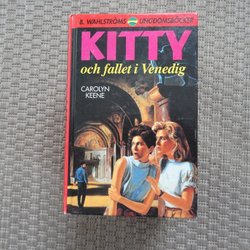 B. WAHLSTRÖMS UNGDOMSBÖCKER
KITTY
och fallet i Venedig
CAROLYN
KEENE